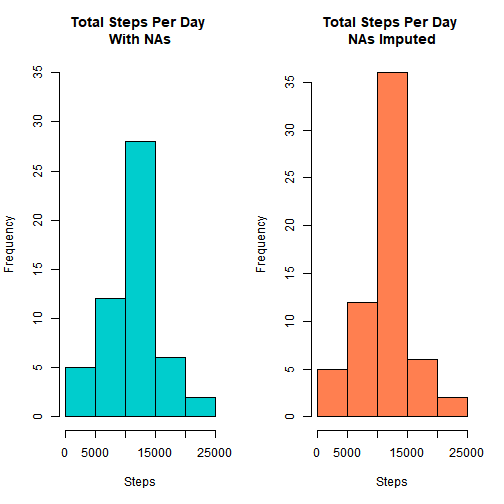 Total Steps Per Day
With NAs
Frequency
35
30
25
20
15
10
5
0
0 5000 15000 25000
Steps
Total Steps Per Day
NAs Imputed
Frequency
35
30
25
20
15
10
5
0
0 5000 15000 25000
Steps